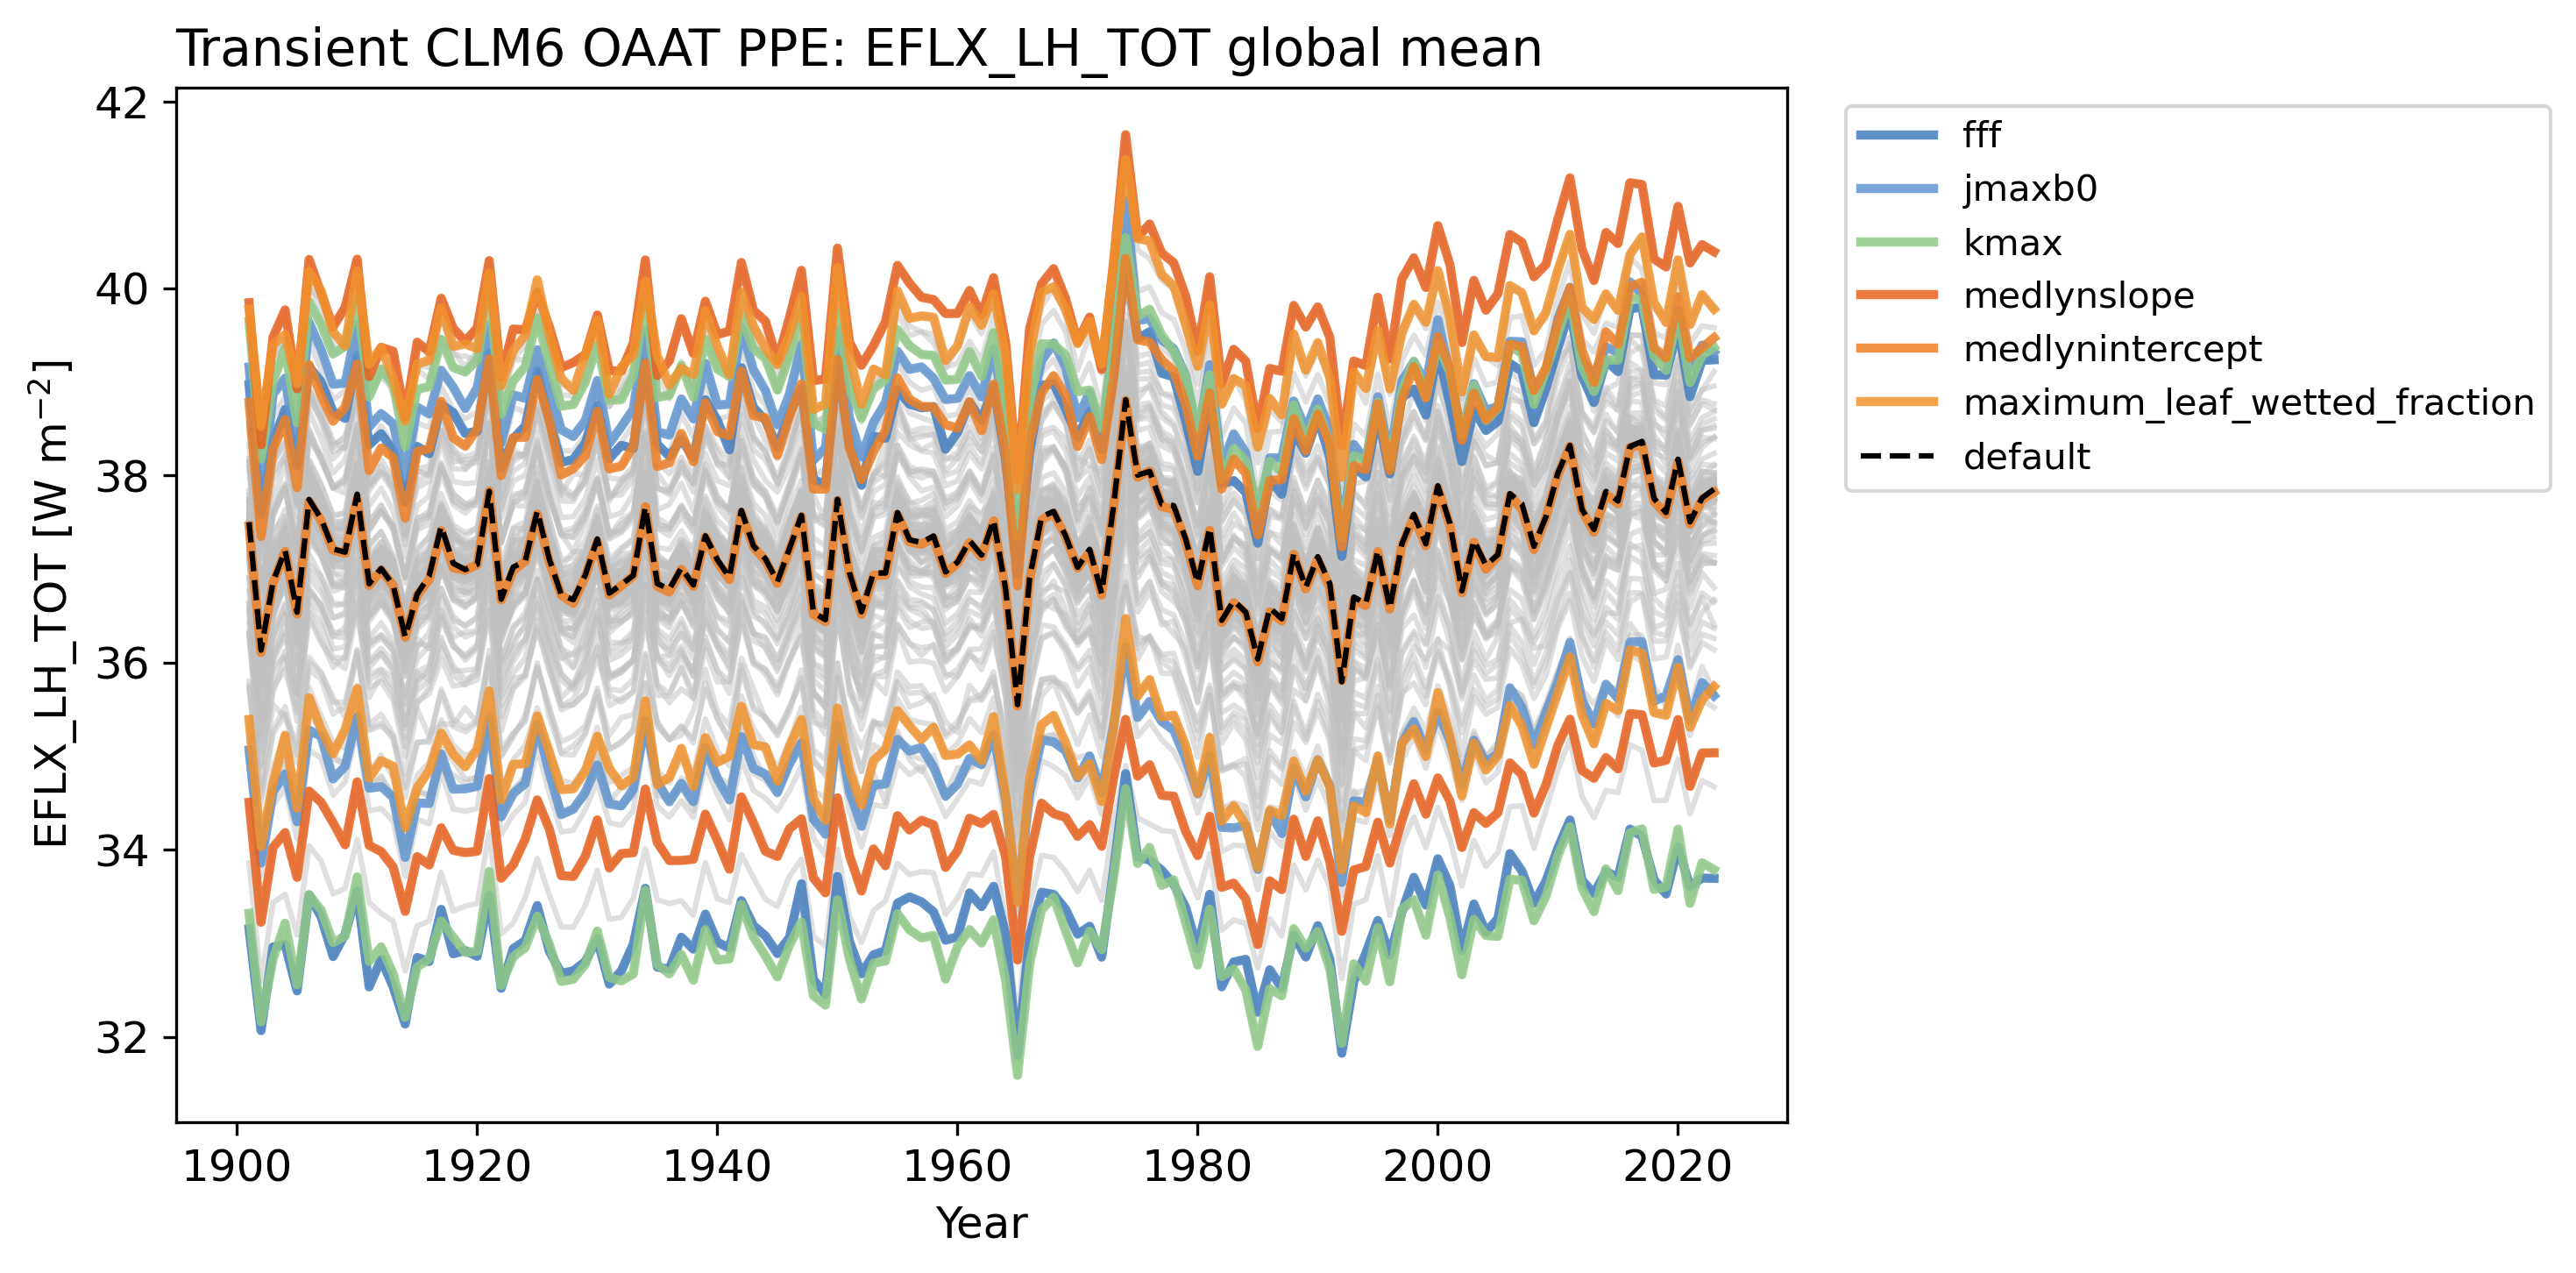 Transient CLM6 OAAT PPE: EFLX_LH_TOT global mean
EFLX_LH_TOT [W m⁻²]
42
40
38
36
34
32
1900 1920 1940 1960 1980 2000 2020
Year
fff
jmaxb0
kmax
medlynslope
medlynintercept
maximum_leaf_wetted_fraction
default